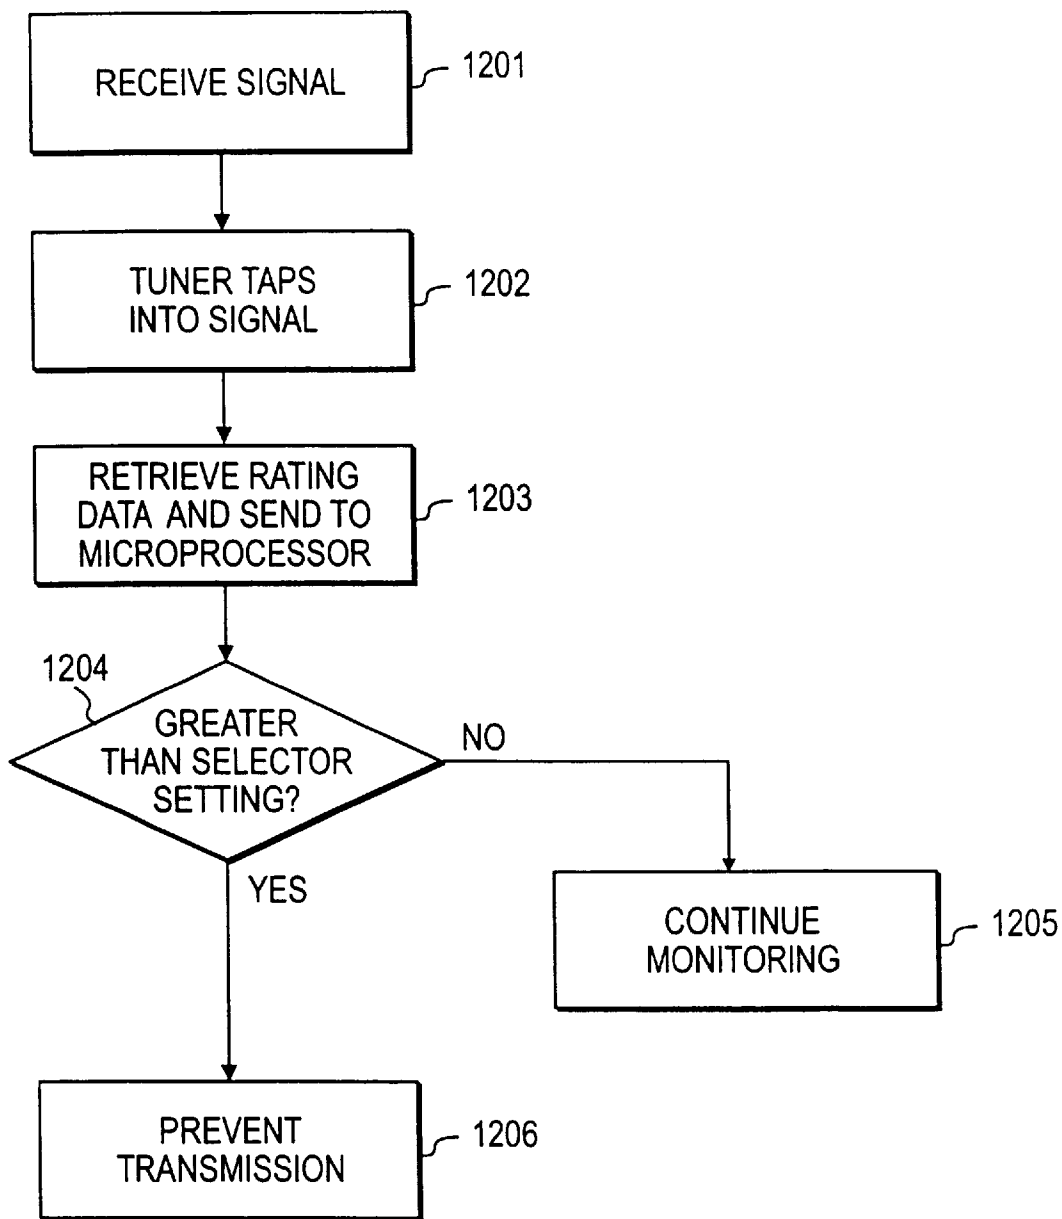 RECEIVE SIGNAL
1201
TUNER TAPS
INTO SIGNAL
1202
RETRIEVE RATING
DATA AND SEND TO
MICROPROCESSOR
1203
1204
GREATER
THAN SELECTOR
SETTING?
NO
YES
CONTINUE
MONITORING
1205
PREVENT
TRANSMISSION
1206